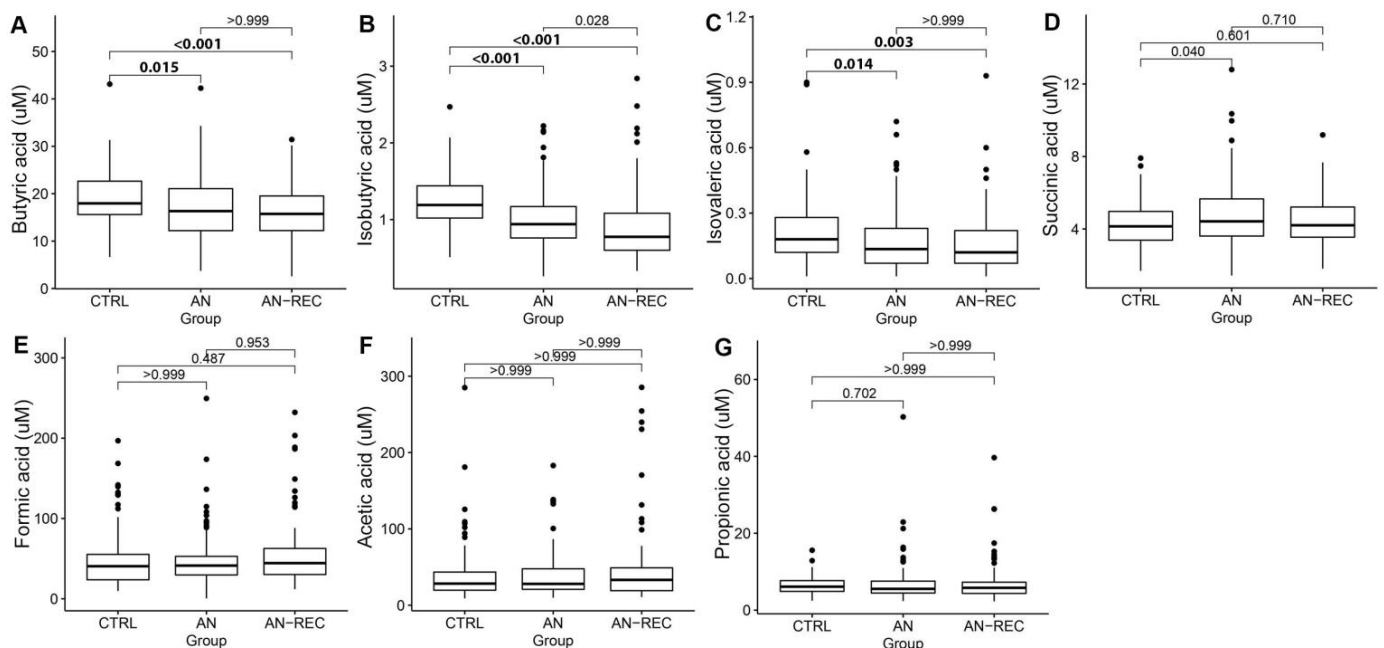 A
Butyric acid (uM)
>0.999
<0.001
0.015
50
40
30
20
10
0
CTRL AN AN-REC
Group
B
Isobutyric acid (uM)
0.028
<0.001
<0.001
3
2
1
CTRL AN AN-REC
Group
C
Isovaleric acid (uM)
>0.999
0.003
0.014
1.2
0.9
0.6
0.3
0.0
CTRL AN AN-REC
Group
D
Succinic acid (uM)
0.710
0.601
0.040
12
8
4
CTRL AN AN-REC
Group
E
Formic acid (uM)
0.953
0.487
>0.999
300
200
100
0
CTRL AN AN-REC
Group
F
Acetic acid (uM)
>0.999
>0.999
>0.999
300
200
100
0
CTRL AN AN-REC
Group
G
Propionic acid (uM)
>0.999
>0.999
0.702
60
40
20
0
CTRL AN AN-REC
Group